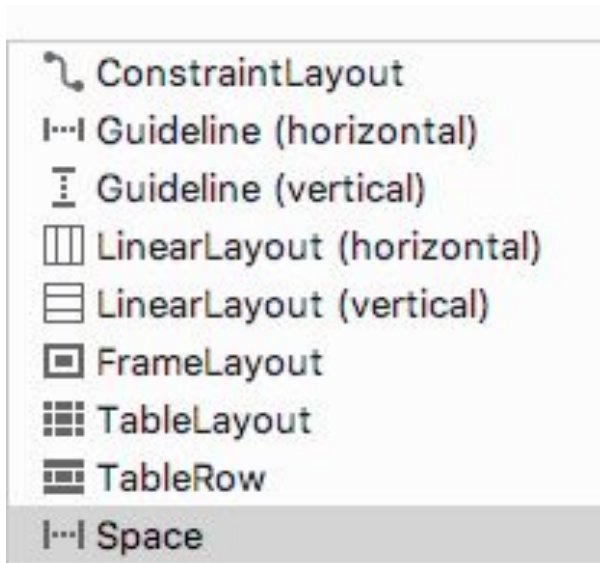 ConstraintLayout
Guideline (horizontal)
Guideline (vertical)
LinearLayout (horizontal)
LinearLayout (vertical)
FrameLayout
TableLayout
TableRow
Space